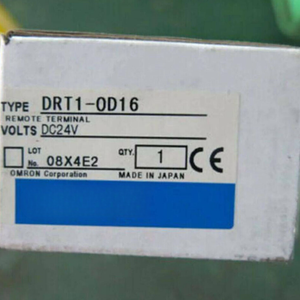 TYPE DRT1-OD16
REMOTE TERMINAL
VOLTS DC24V
LOT No. 08X4E2 QTY. 1 CE
OMRON Corporation MADE IN JAPAN